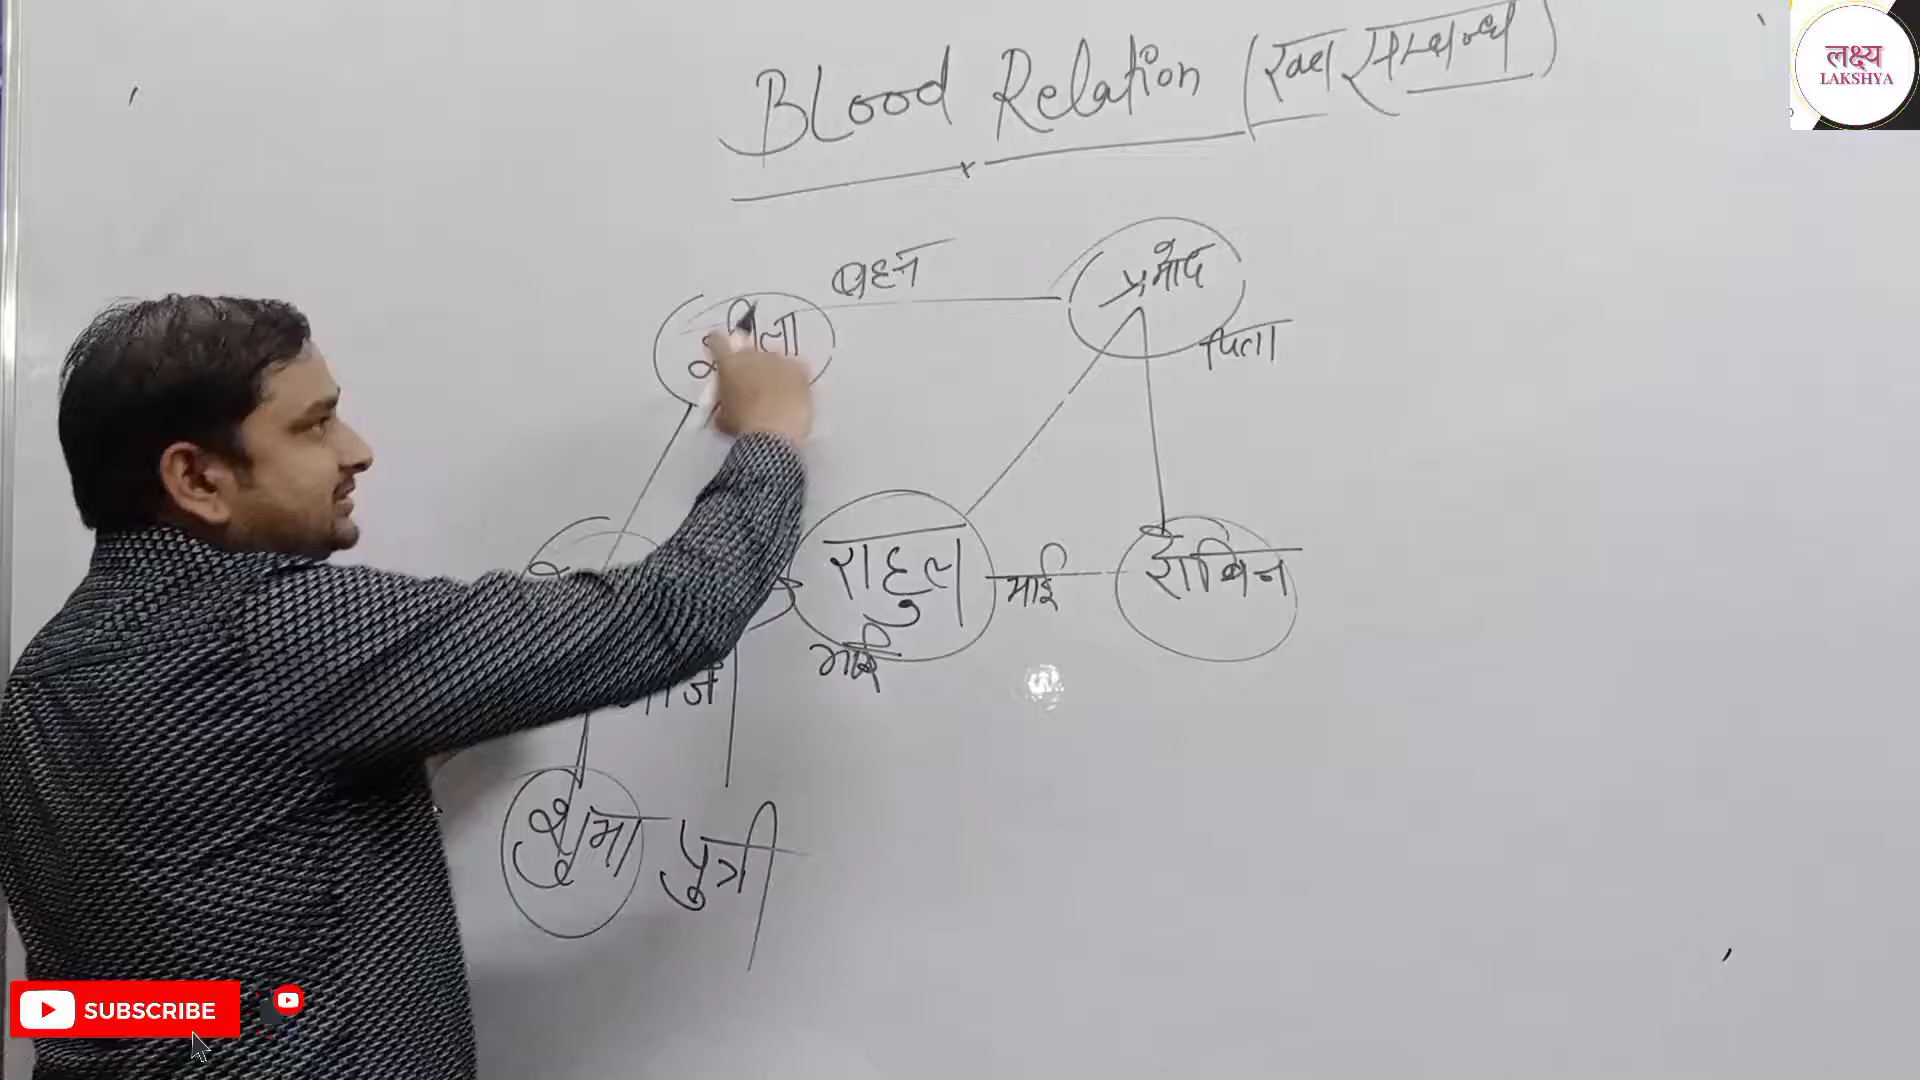 Blood Relation (रक्त सम्बन्ध)
लक्ष्य
LAKSHYA
बहन
प्रमोद
शीला
पिता
राहुल
भाई
रोबिन
भाई
शुभा पुत्री
SUBSCRIBE